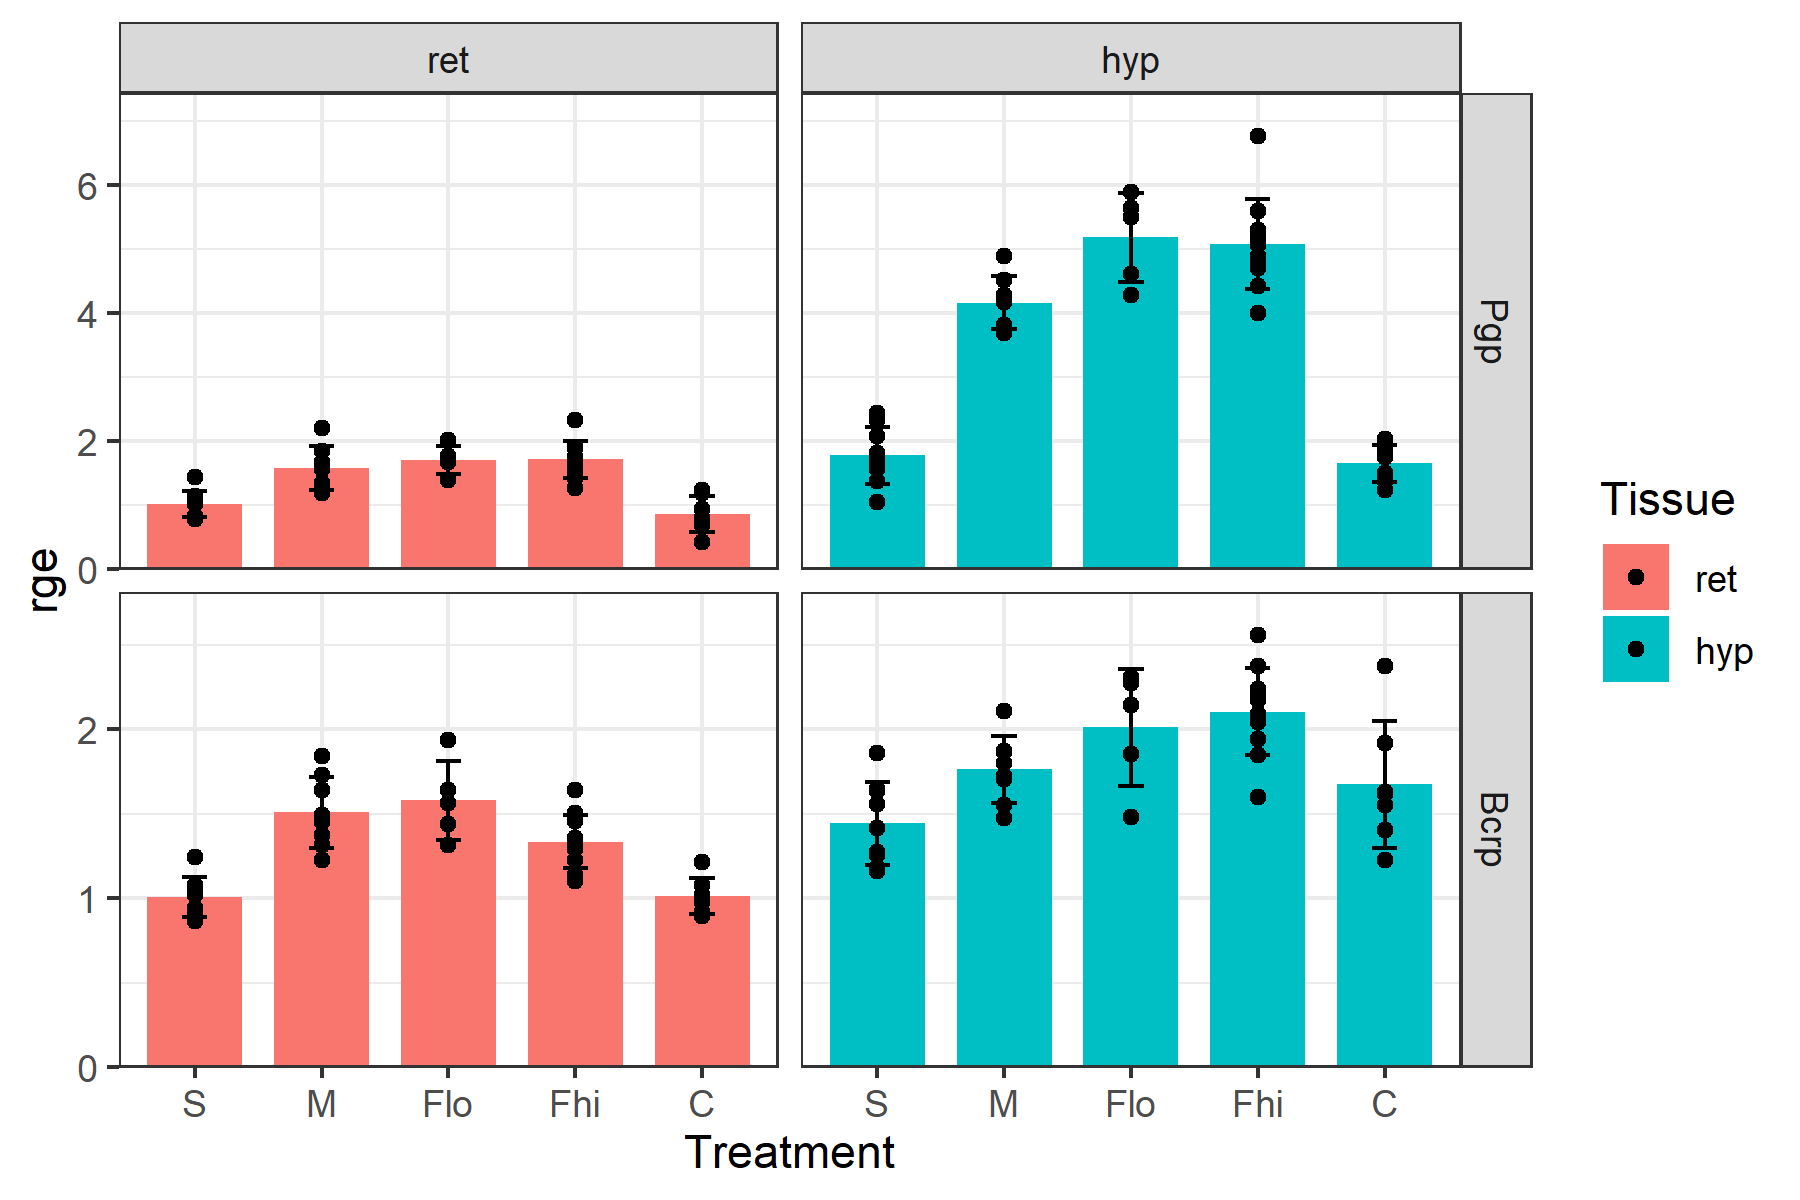 ret hyp
6
4
2
0
Pgp
rge
2
1
0
Bcrp
S M Flo Fhi C S M Flo Fhi C
Treatment
Tissue
ret
hyp